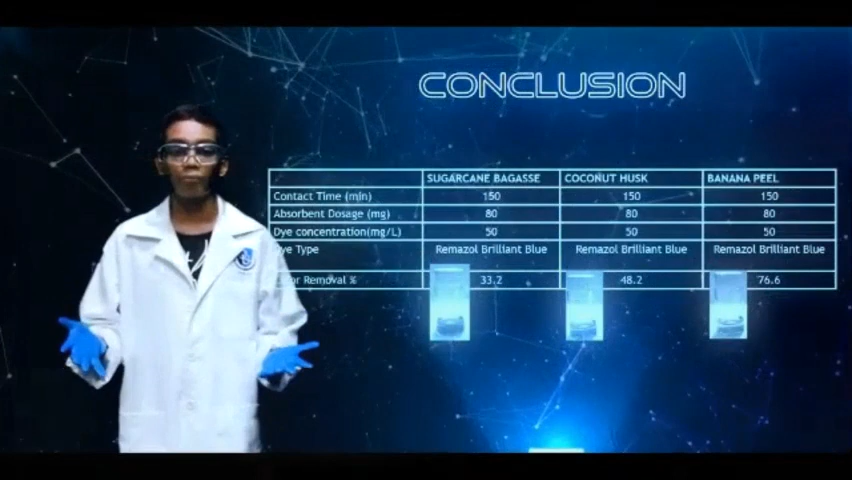 CONCLUSION
SUGARCANE BAGASSE COCONUT HUSK BANANA PEEL
Contact Time (min) 150 150 150
Absorbent Dosage (mg) 80 80 80
Dye concentration(mg/L) 50 50 50
Type Remazol Brilliant Blue Remazol Brilliant Blue Remazol Brilliant Blue
Removal % 33.2 48.2 76.6